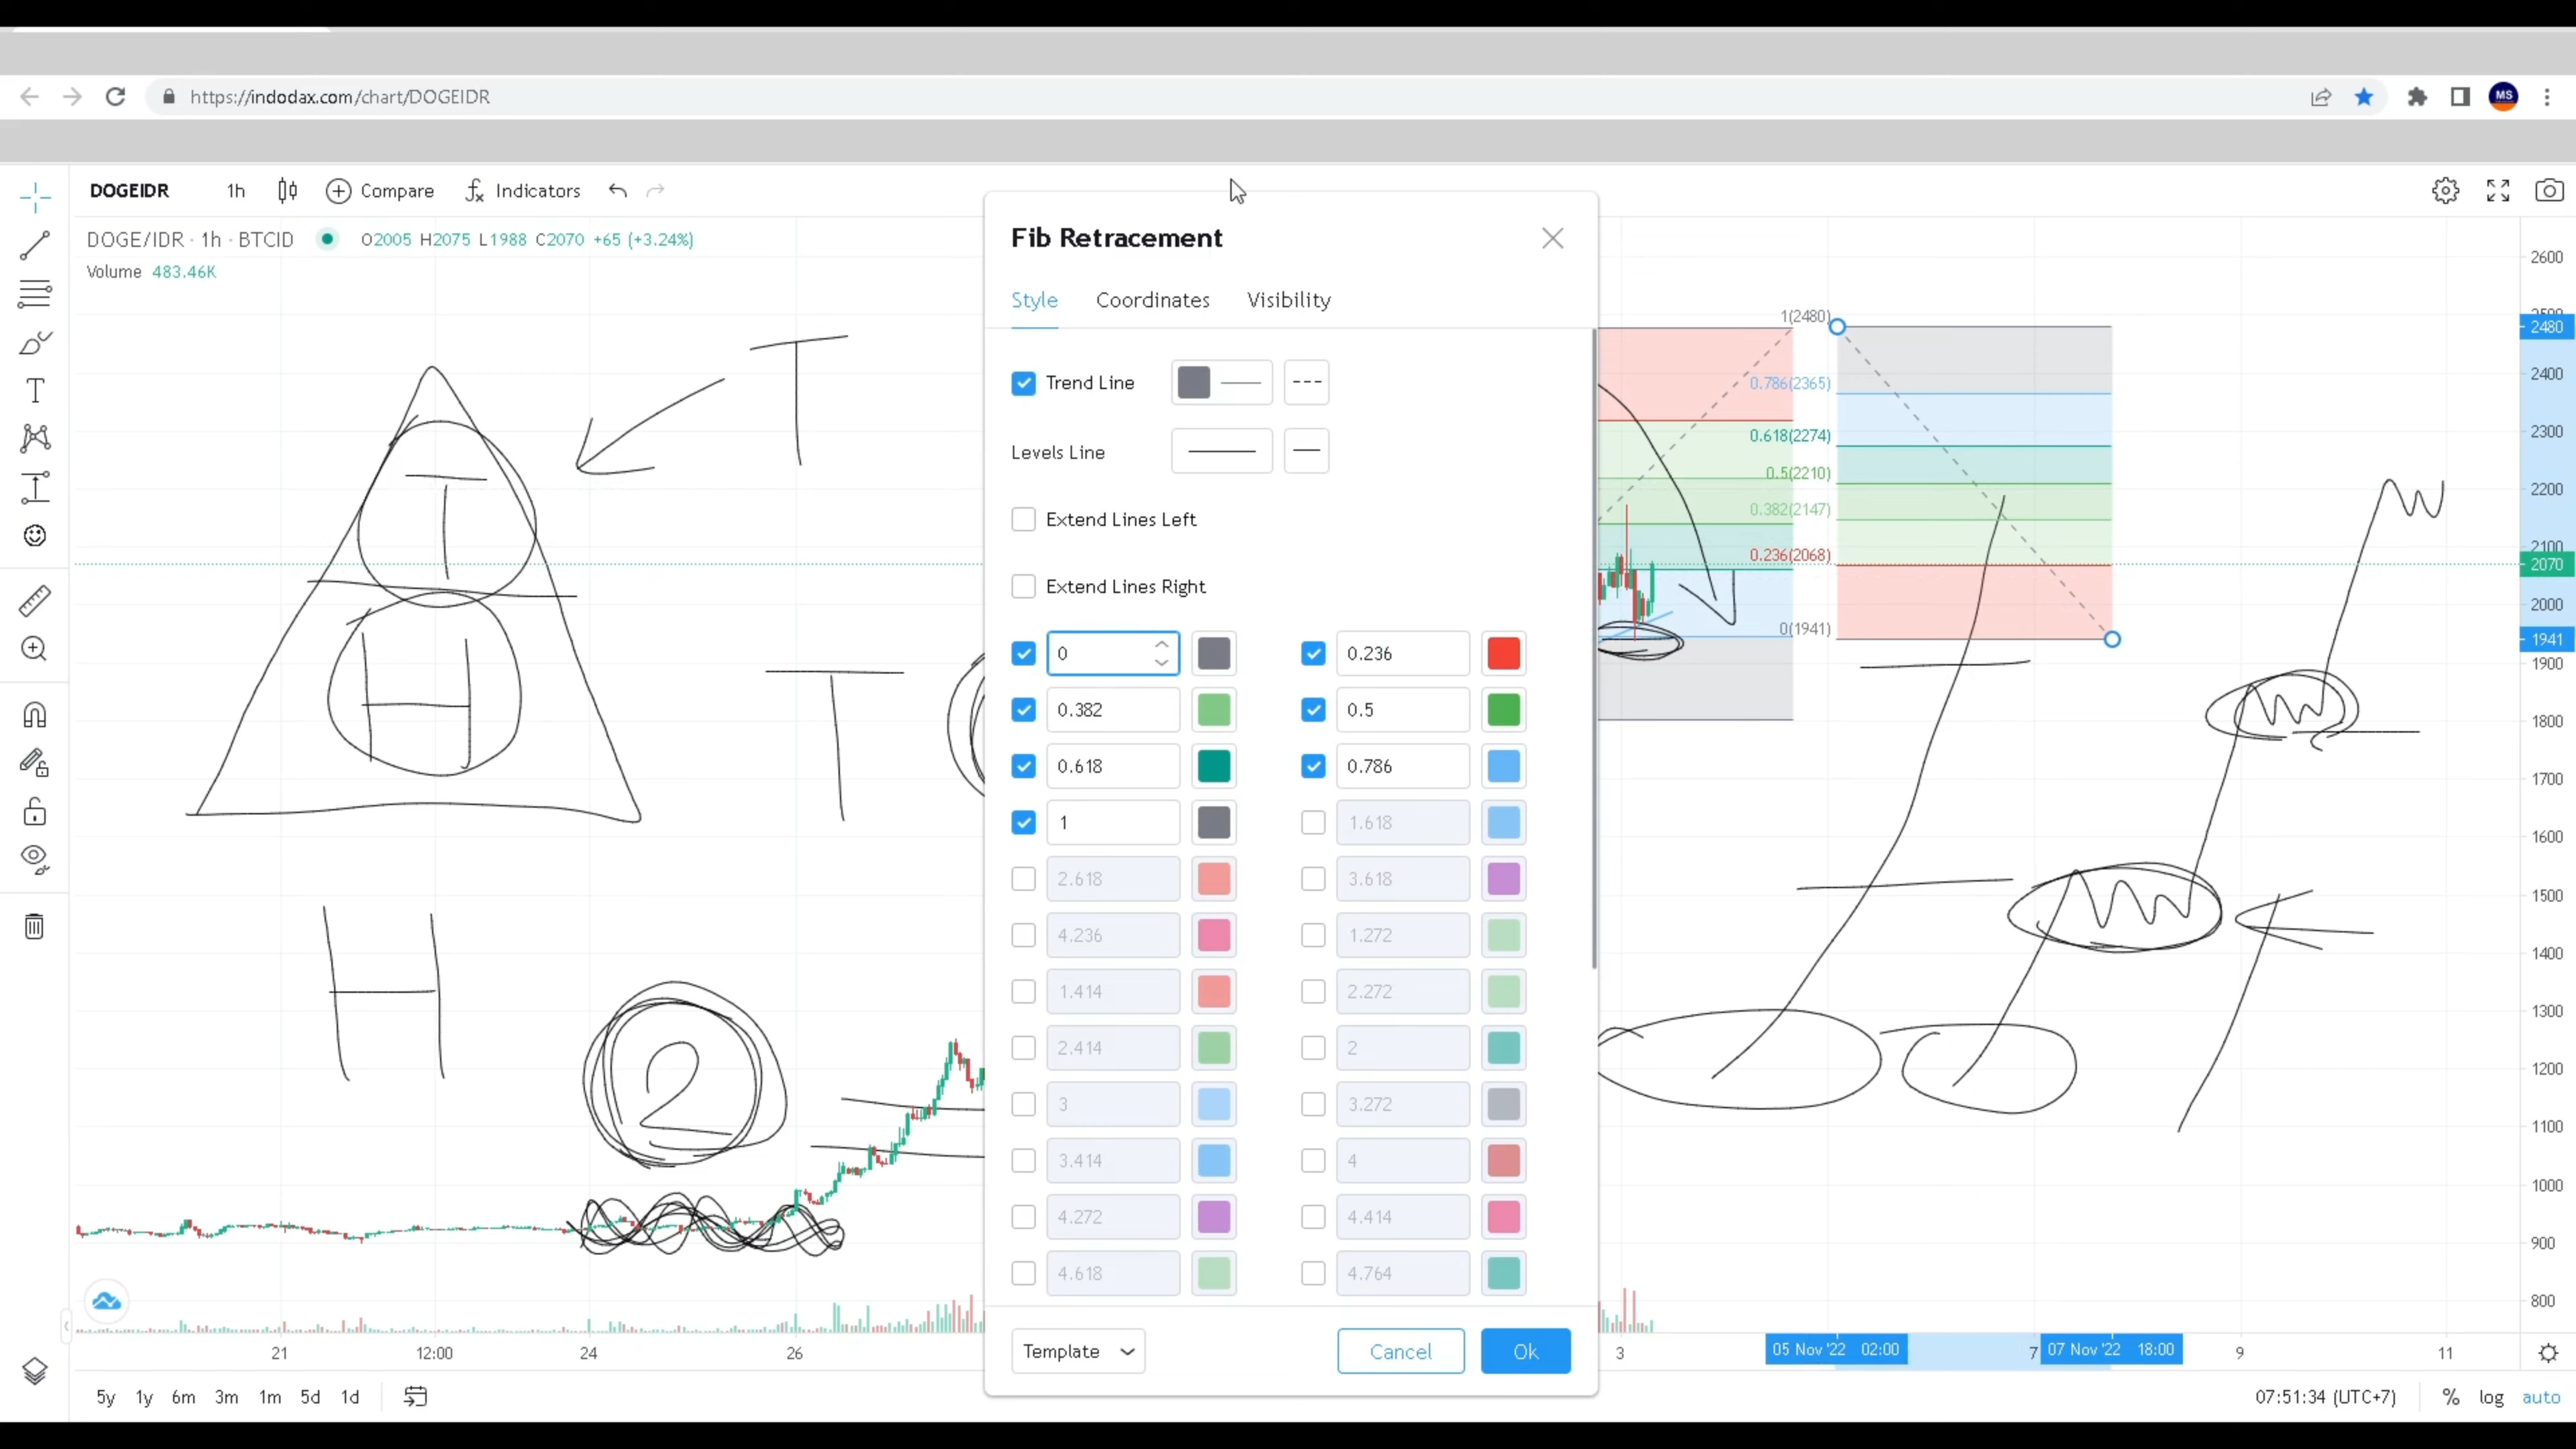 https://indodax.com/chart/DOGEIDR
MS
DOGEIDR 1h Compare Indicators
DOGE/IDR · 1h · BTCID O2005 H2075 L1988 C2070 +65 (+3.24%)
Volume 483.46K
T
T
H
T
H
2
Fib Retracement
Style Coordinates Visibility
Trend Line
Levels Line
Extend Lines Left
Extend Lines Right
0 0.236
0.382 0.5
0.618 0.786
1 1.618
2.618 3.618
4.236 1.272
1.414 2.272
2.414 2
3 3.272
3.414 4
4.272 4.414
4.618 4.764
Template Cancel Ok
1(2480)
0.786(2365)
0.618(2274)
0.5(2210)
0.382(2147)
0.236(2068)
0(1941)
2600
2480
2400
2300
2200
2100
2070
2000
1941
1900
1800
1700
1600
1500
1400
1300
1200
1100
1000
900
800
21 12:00 24 26 3 05 Nov '22 02:00 7 07 Nov '22 18:00 9 11
5y 1y 6m 3m 1m 5d 1d 07:51:34 (UTC+7) % log auto